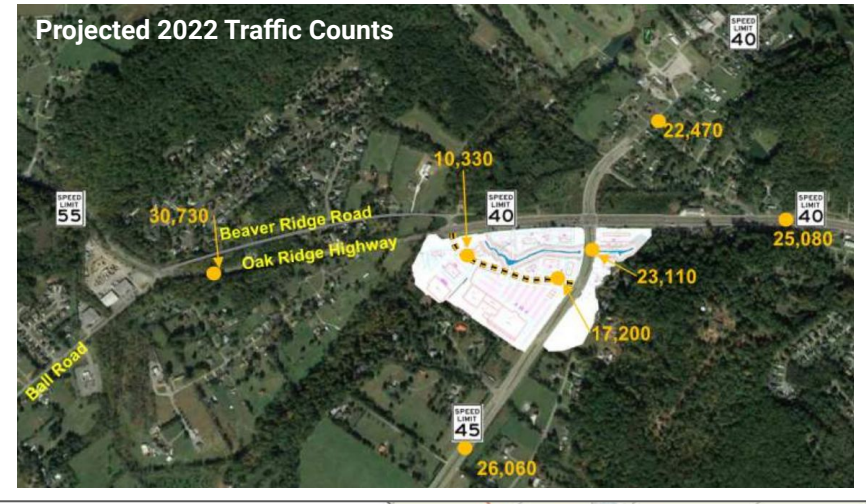 Projected 2022 Traffic Counts
SPEED
LIMIT
40
22,470
10,330
SPEED
LIMIT
55
30,730
Beaver Ridge Road
SPEED
LIMIT
40
SPEED
LIMIT
40
Oak Ridge Highway
25,080
23,110
17,200
Ball Road
SPEED
LIMIT
45
26,060